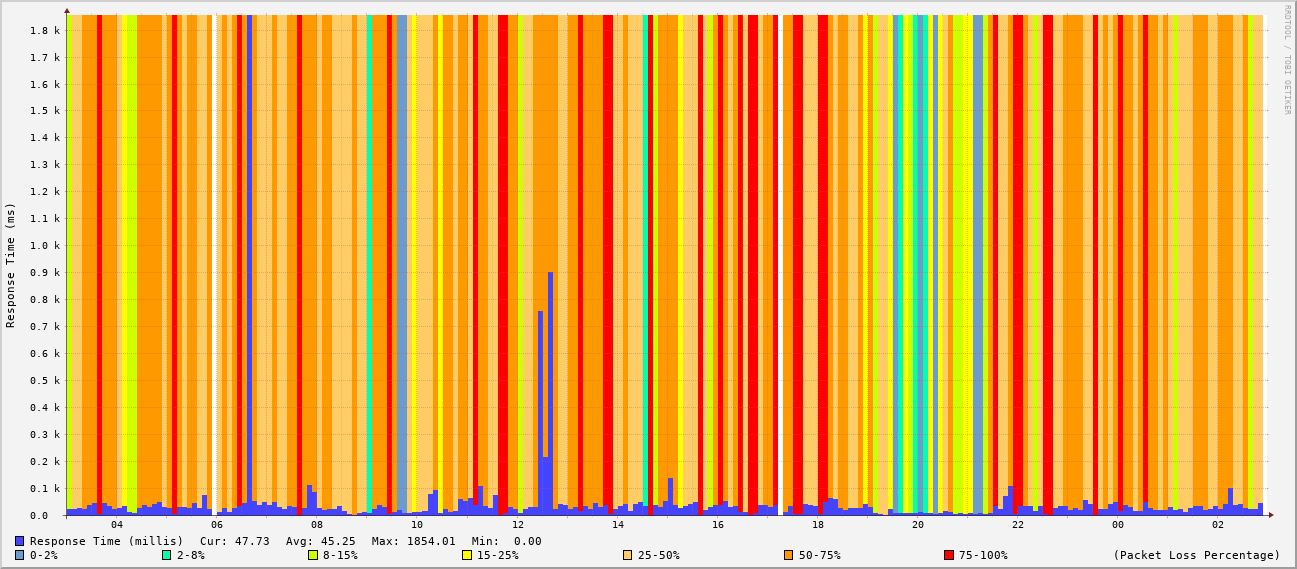 RRDTOOL / TOBI OETIKER
Response Time (ms)
1.8 k
1.7 k
1.6 k
1.5 k
1.4 k
1.3 k
1.2 k
1.1 k
1.0 k
0.9 k
0.8 k
0.7 k
0.6 k
0.5 k
0.4 k
0.3 k
0.2 k
0.1 k
0.0
04 06 08 10 12 14 16 18 20 22 00 02
Response Time (millis) Cur: 47.73 Avg: 45.25 Max: 1854.01 Min: 0.00
0-2% 2-8% 8-15% 15-25% 25-50% 50-75% 75-100% (Packet Loss Percentage)